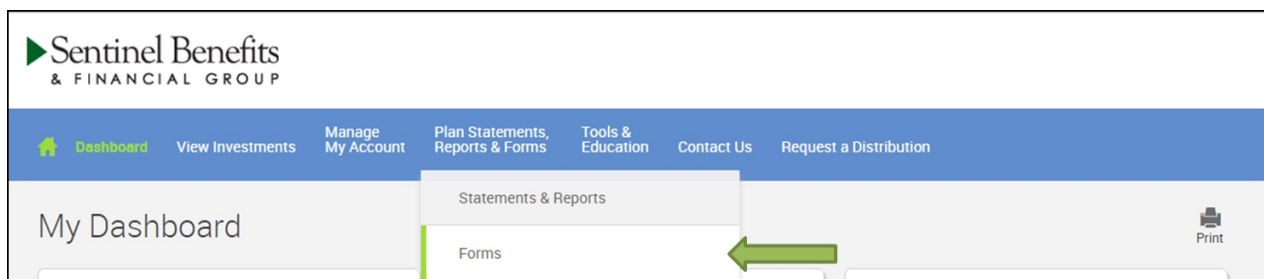 Sentinel Benefits
& FINANCIAL GROUP
Dashboard
View Investments
Manage
My Account
Plan Statements,
Reports & Forms
Tools &
Education
Contact Us
Request a Distribution
Statements & Reports
My Dashboard
Print
Forms